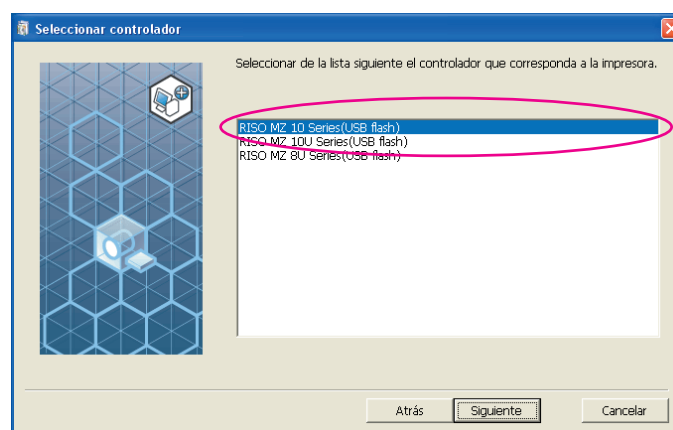 Seleccionar controlador
Seleccionar de la lista siguiente el controlador que corresponda a la impresora.
RISO MZ 10 Series(USB flash)
RISO MZ 10U Series(USB flash)
RISO MZ 8U Series(USB flash)
Atrás
Siguiente
Cancelar